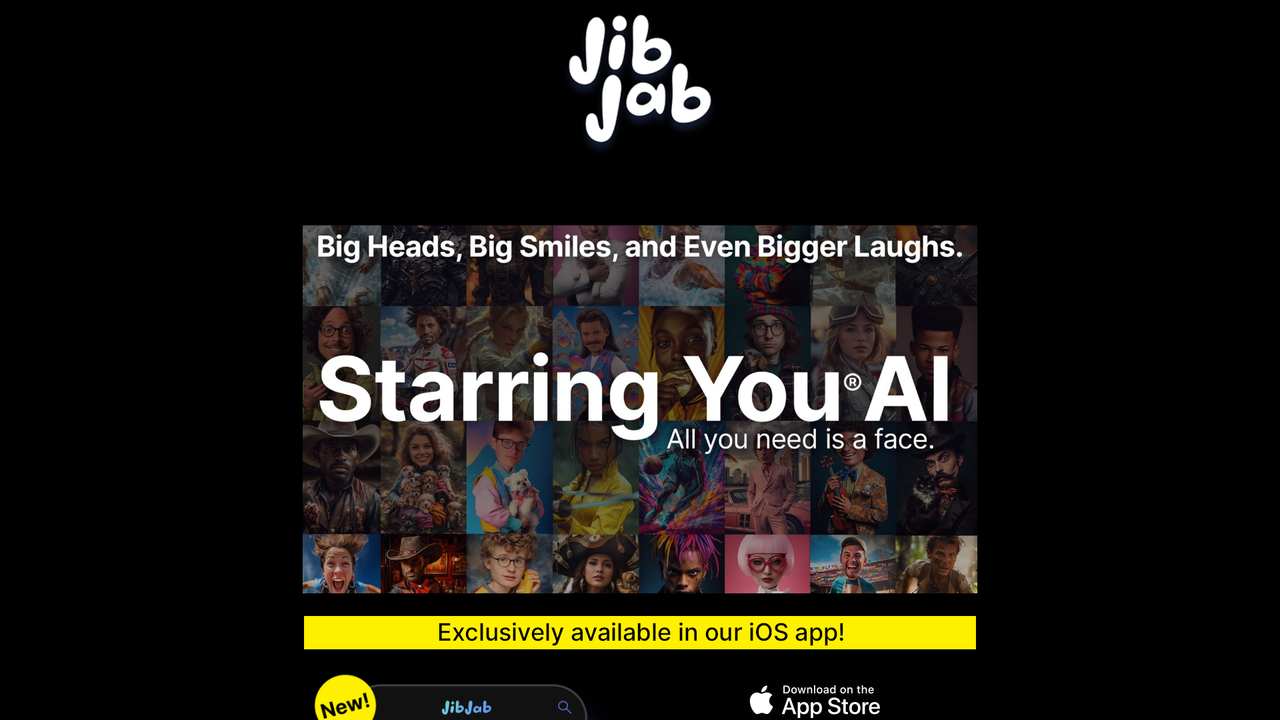 Jib
Jab
Big Heads, Big Smiles, and Even Bigger Laughs.
Starring You® AI
All you need is a face.
Exclusively available in our iOS app!
New!
JibJab
Download on the
App Store